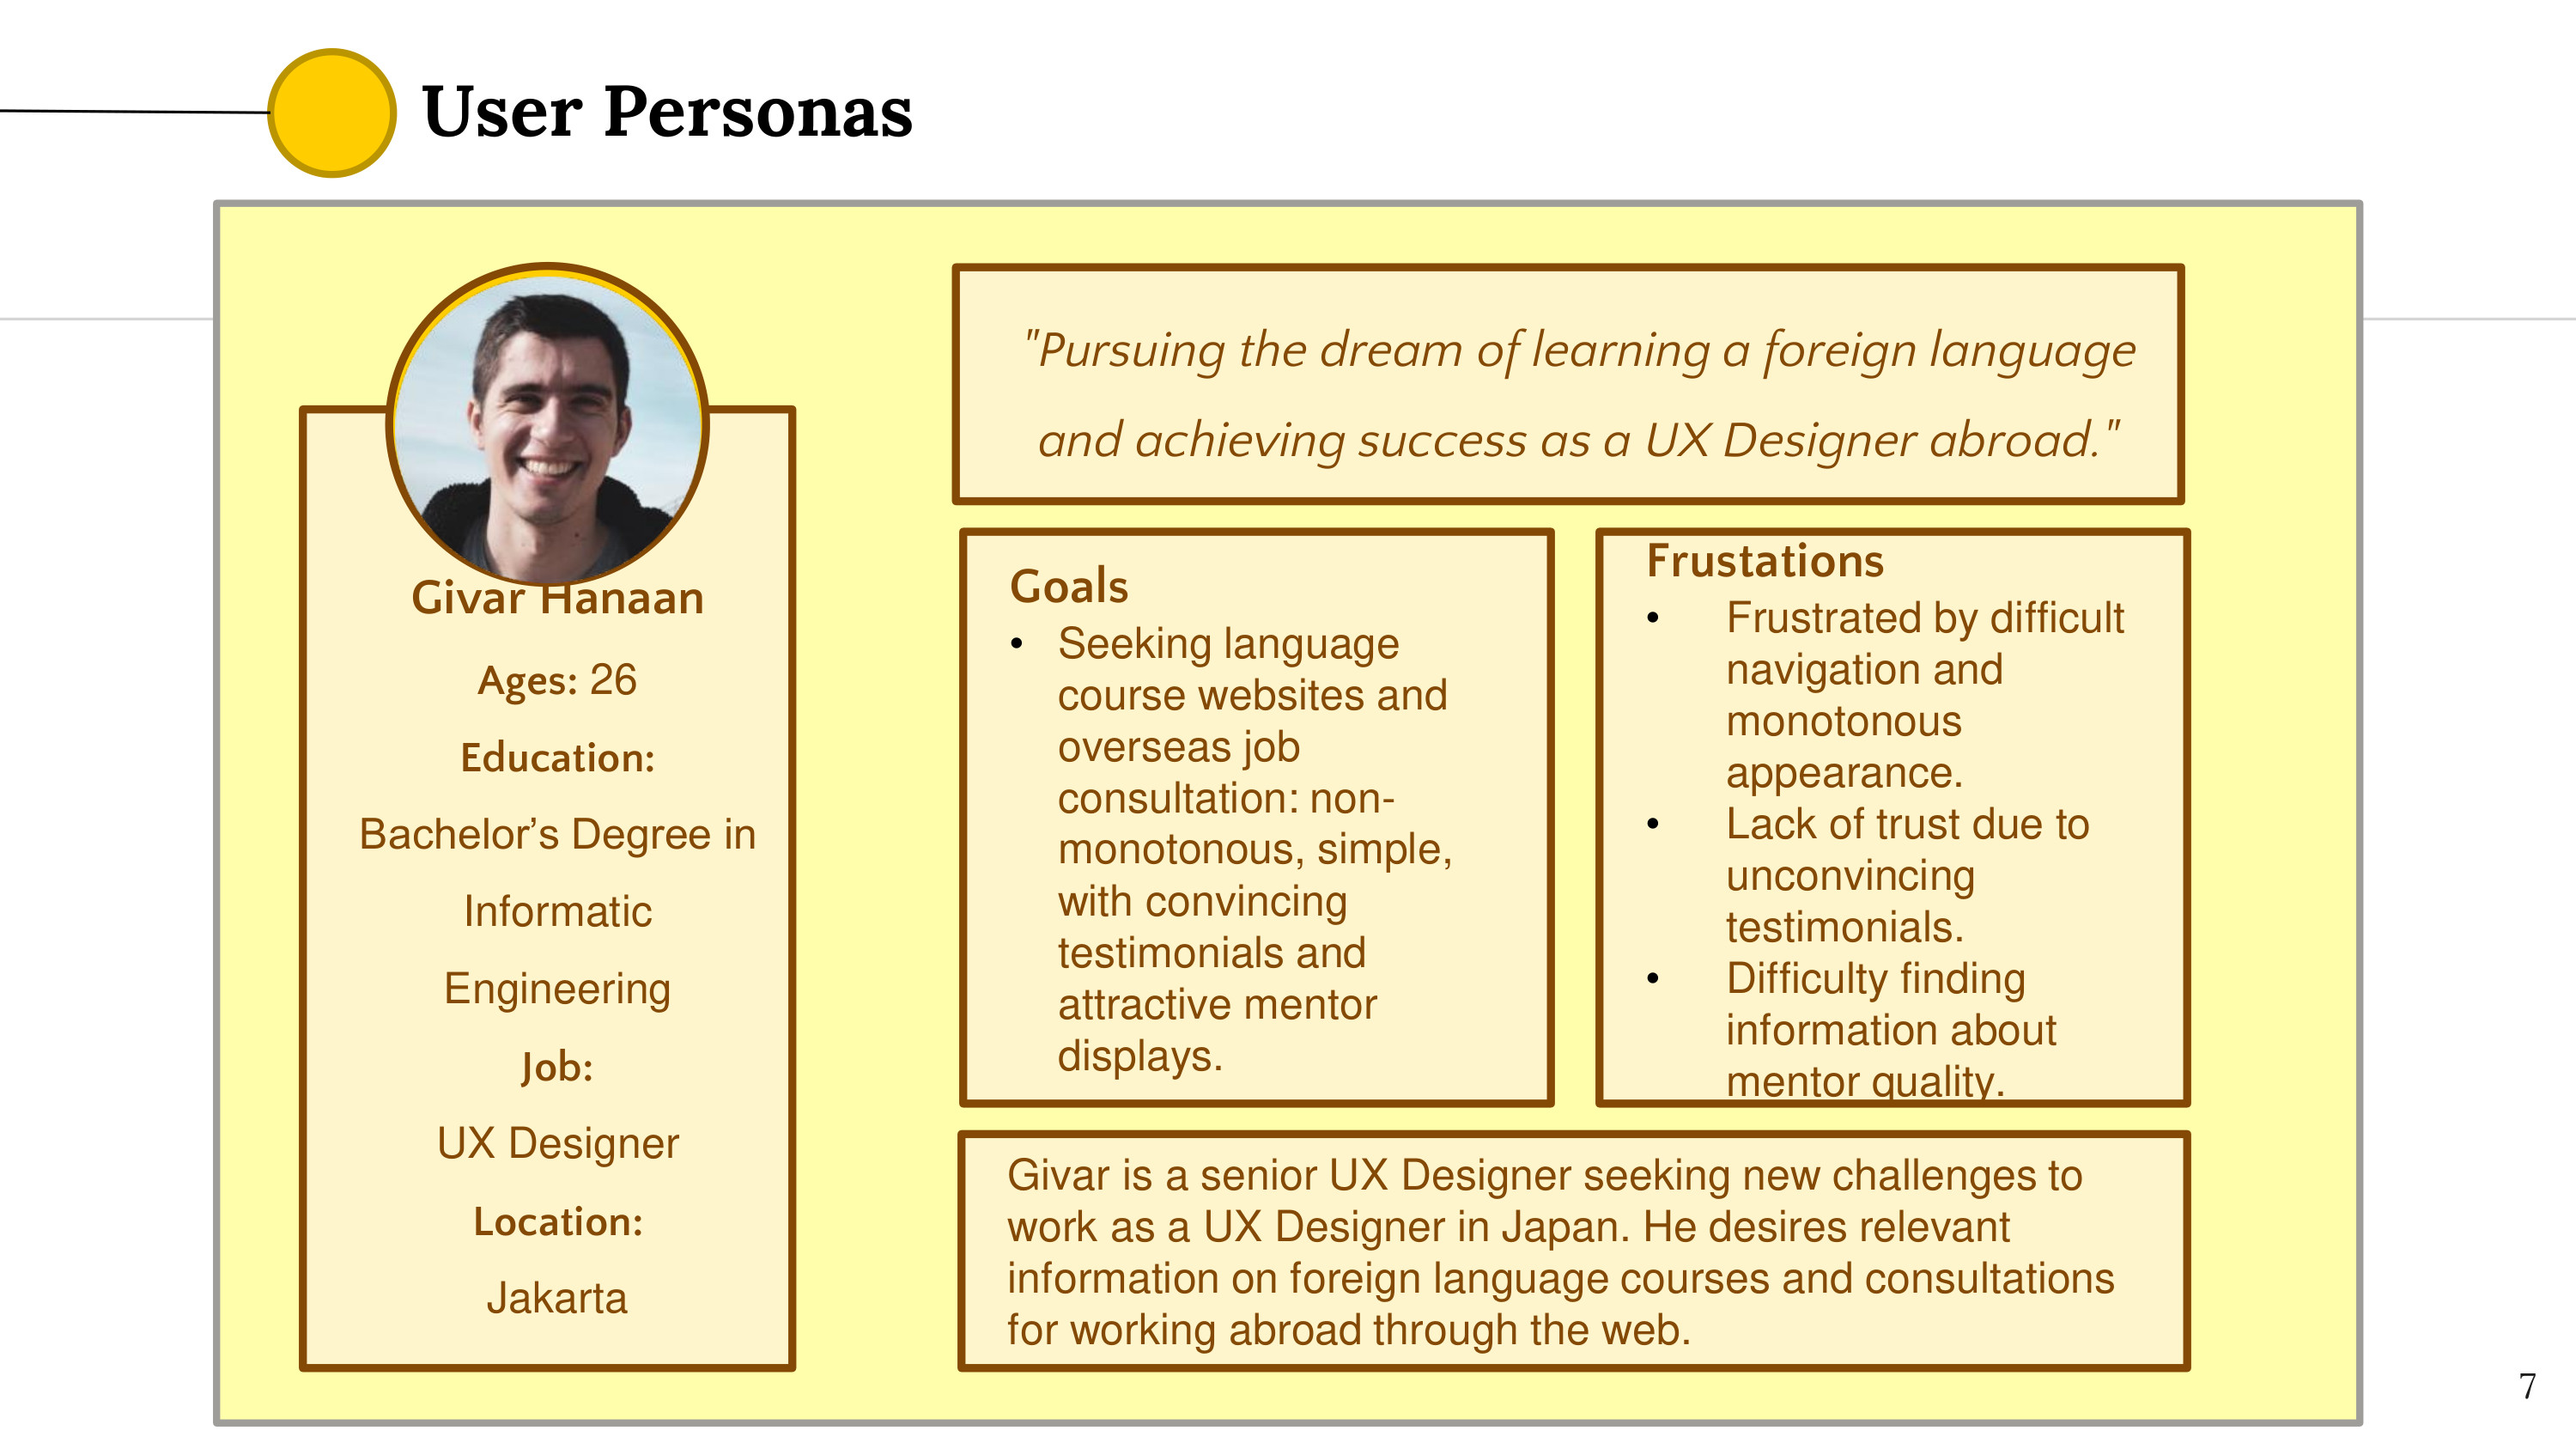 User Personas
Givar Hanaan
Ages: 26
Education:
Bachelor’s Degree in
Informatic
Engineering
Job:
UX Designer
Location:
Jakarta
"Pursuing the dream of learning a foreign language
and achieving success as a UX Designer abroad."
Goals
• Seeking language
course websites and
overseas job
consultation: non-
monotonous, simple,
with convincing
testimonials and
attractive mentor
displays.
Frustations
• Frustrated by difficult
navigation and
monotonous
appearance.
• Lack of trust due to
unconvincing
testimonials.
• Difficulty finding
information about
mentor quality.
Givar is a senior UX Designer seeking new challenges to
work as a UX Designer in Japan. He desires relevant
information on foreign language courses and consultations
for working abroad through the web.
7